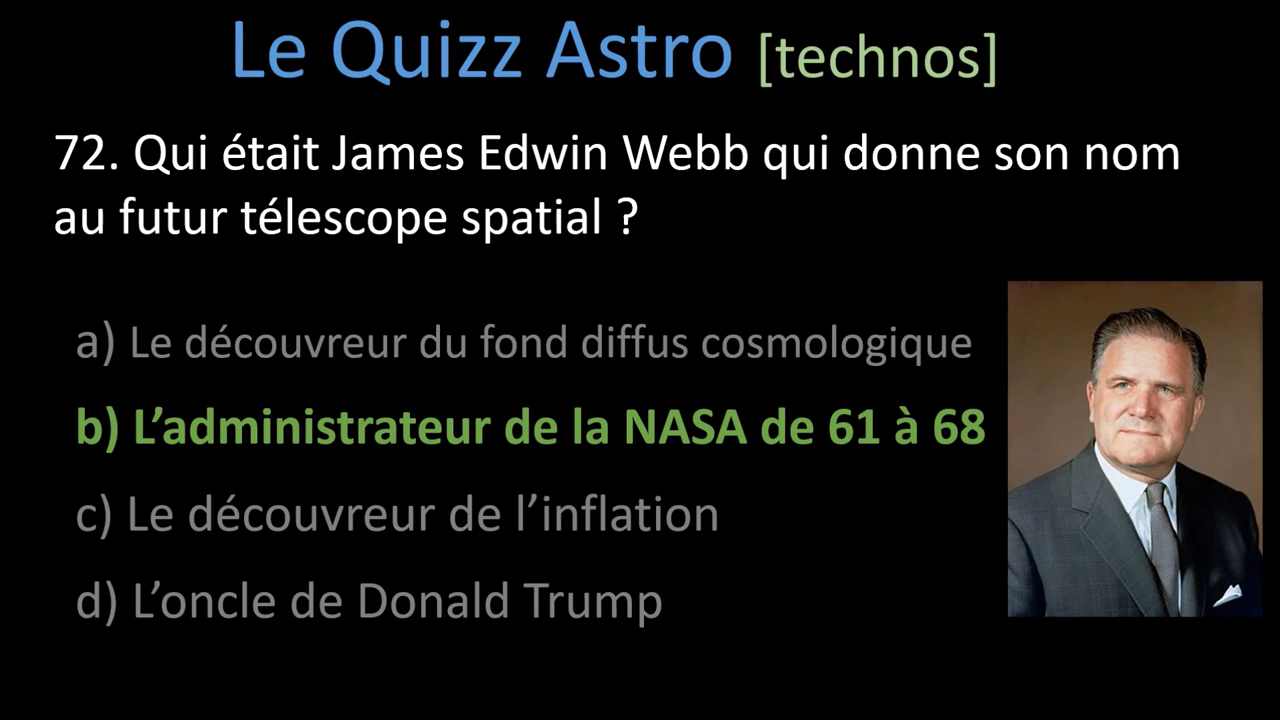 Le Quizz Astro [technos]
72. Qui était James Edwin Webb qui donne son nom
au futur télescope spatial ?
a) Le découvreur du fond diffus cosmologique
b) L’administrateur de la NASA de 61 à 68
c) Le découvreur de l’inflation
d) L’oncle de Donald Trump